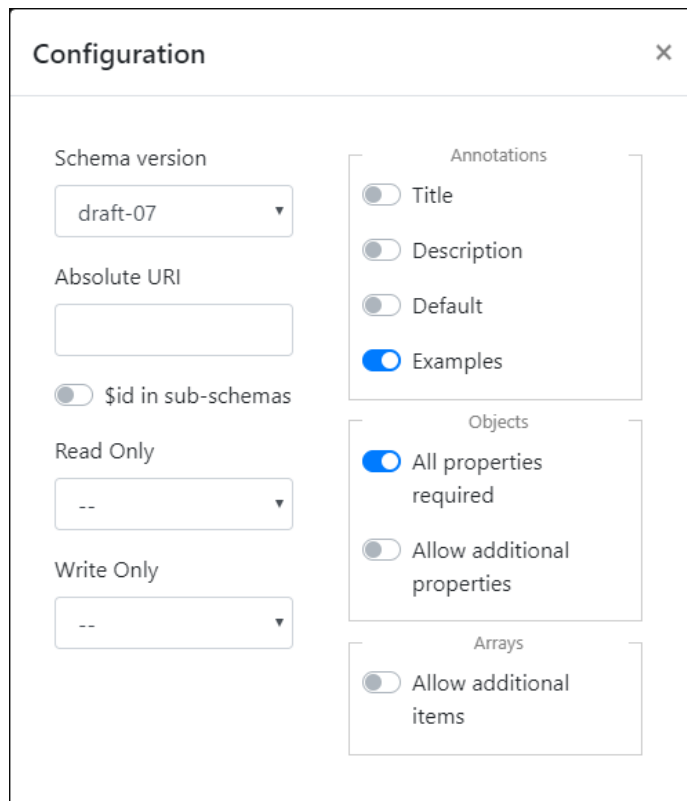 Configuration
×
Schema version
draft-07
Absolute URI
$id in sub-schemas
Read Only
--
Write Only
--
Annotations
Title
Description
Default
Examples
Objects
All properties
required
Allow additional
properties
Arrays
Allow additional
items